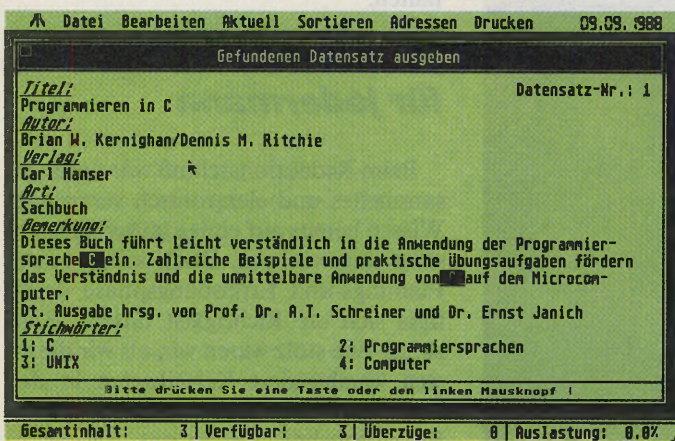 Datei Bearbeiten Aktuell Sortieren Adressen Drucken 09.09.1988
Gefundenen Datensatz ausgeben
Titel: Datensatz-Nr.: 1
Programmieren in C
Autor:
Brian W. Kernighan/Dennis M. Ritchie
Verlag:
Carl Hanser
Art:
Sachbuch
Bemerkung:
Dieses Buch führt leicht verständlich in die Anwendung der Programmier-
sprache C ein. Zahlreiche Beispiele und praktische Übungsaufgaben fördern
das Verständnis und die unmittelbare Anwendung von C auf dem Microcom-
puter.
Dt. Ausgabe hrsg. von Prof. Dr. A.T. Schreiner und Dr. Ernst Janich
Stichwörter:
1: C 2: Programmiersprachen
3: UNIX 4: Computer
Bitte drücken Sie eine Taste oder den linken Mausknopf !
Gesamtinhalt: 3 | Verfügbar: 3 | Überzüge: 0 | Auslastung: 0.0%